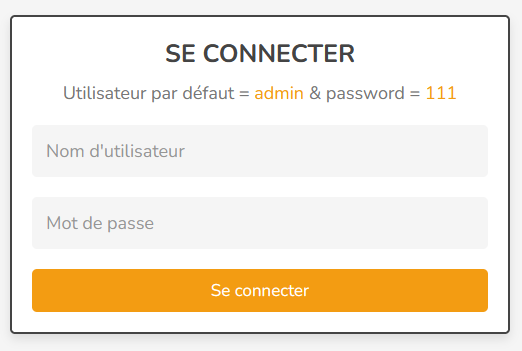 SE CONNECTER
Utilisateur par défaut = admin & password = 111
Nom d'utilisateur
Mot de passe
Se connecter